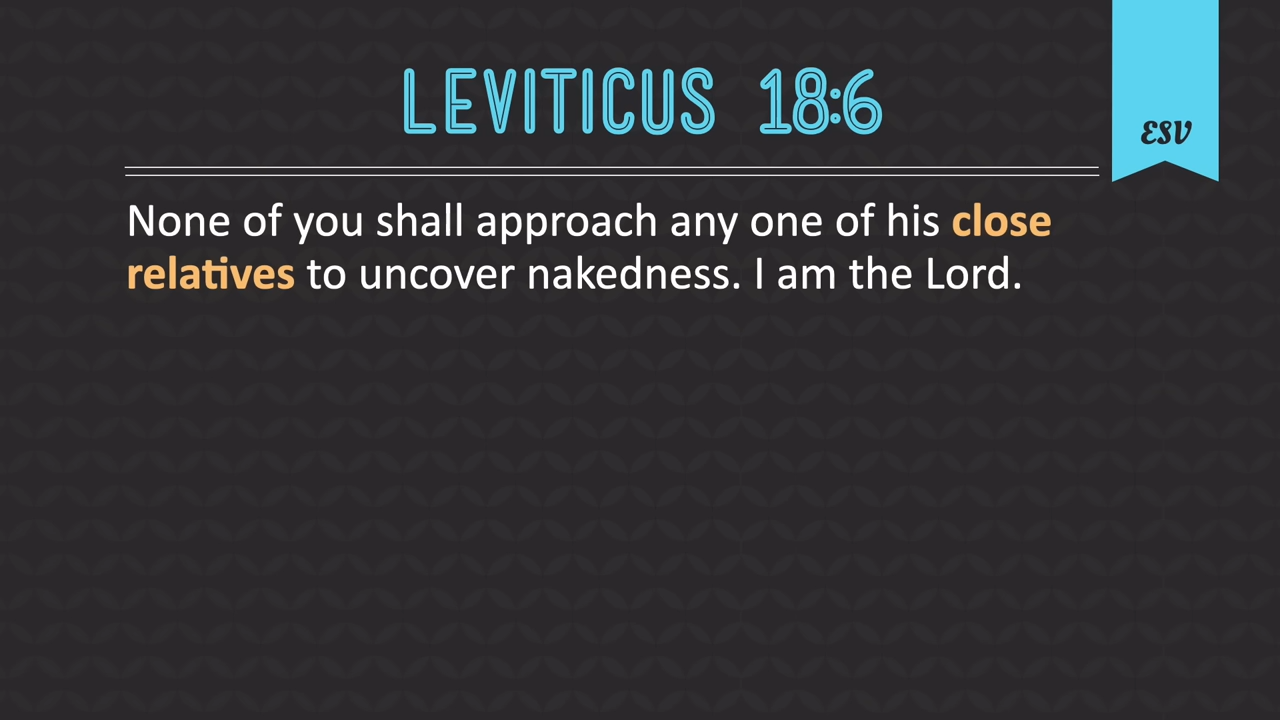 LEVITICUS 18:6
ESV
None of you shall approach any one of his close
relatives to uncover nakedness. I am the Lord.